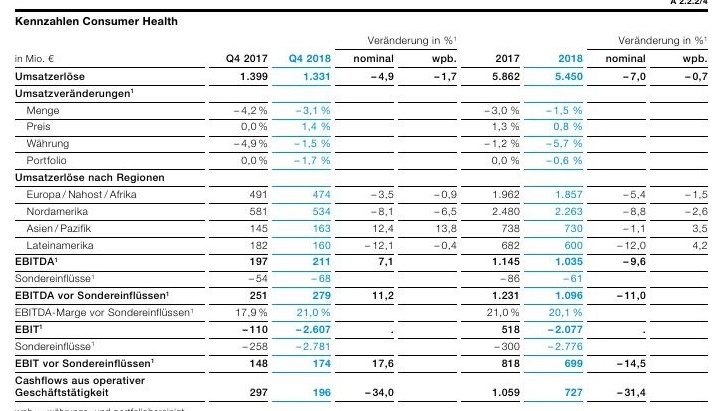 A 2.2.2/4
Kennzahlen Consumer Health
Veränderung in %¹ Veränderung in %¹
in Mio. € Q4 2017 Q4 2018 nominal wpb. 2017 2018 nominal wpb.
Umsatzerlöse 1.399 1.331 −4,9 −1,7 5.862 5.450 −7,0 −0,7
Umsatzveränderungen¹
Menge −4,2 % −3,1 % −3,0 % −1,5 %
Preis 0,0 % 1,4 % 1,3 % 0,8 %
Währung −4,9 % −1,5 % −1,2 % −5,7 %
Portfolio 0,0 % −1,7 % 0,0 % −0,6 %
Umsatzerlöse nach Regionen
Europa / Nahost / Afrika 491 474 −3,5 −0,9 1.962 1.857 −5,4 −1,5
Nordamerika 581 534 −8,1 −6,5 2.480 2.263 −8,8 −2,6
Asien / Pazifik 145 163 12,4 13,8 738 730 −1,1 3,5
Lateinamerika 182 160 −12,1 −0,4 682 600 −12,0 4,2
EBITDA¹ 197 211 7,1 1.145 1.035 −9,6
Sondereinflüsse¹ −54 −68 −86 −61
EBITDA vor Sondereinflüssen¹ 251 279 11,2 1.231 1.096 −11,0
EBITDA-Marge vor Sondereinflüssen¹ 17,9 % 21,0 % 21,0 % 20,1 %
EBIT¹ −110 −2.607 . 518 −2.077 .
Sondereinflüsse¹ −258 −2.781 −300 −2.776
EBIT vor Sondereinflüssen¹ 148 174 17,6 818 699 −14,5
Cashflows aus operativer
Geschäftstätigkeit 297 196 −34,0 1.059 727 −31,4